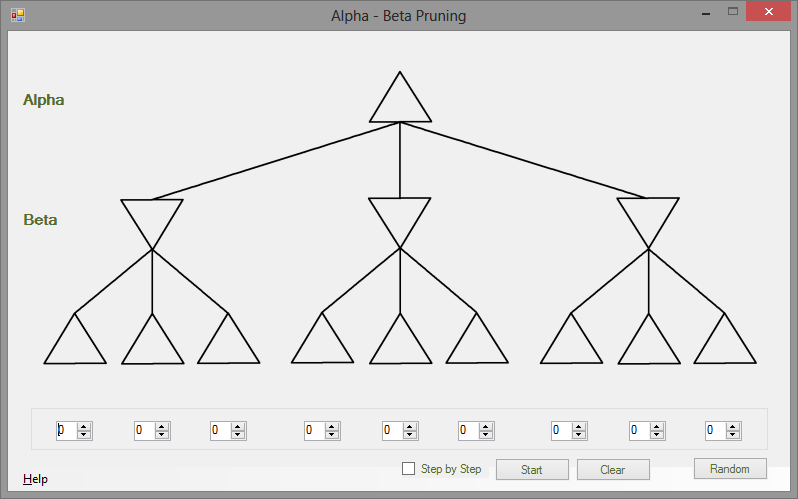 Alpha - Beta Pruning
Alpha
Beta
0 0 0 0 0 0 0 0 0
Step by Step Start Clear Random
Help